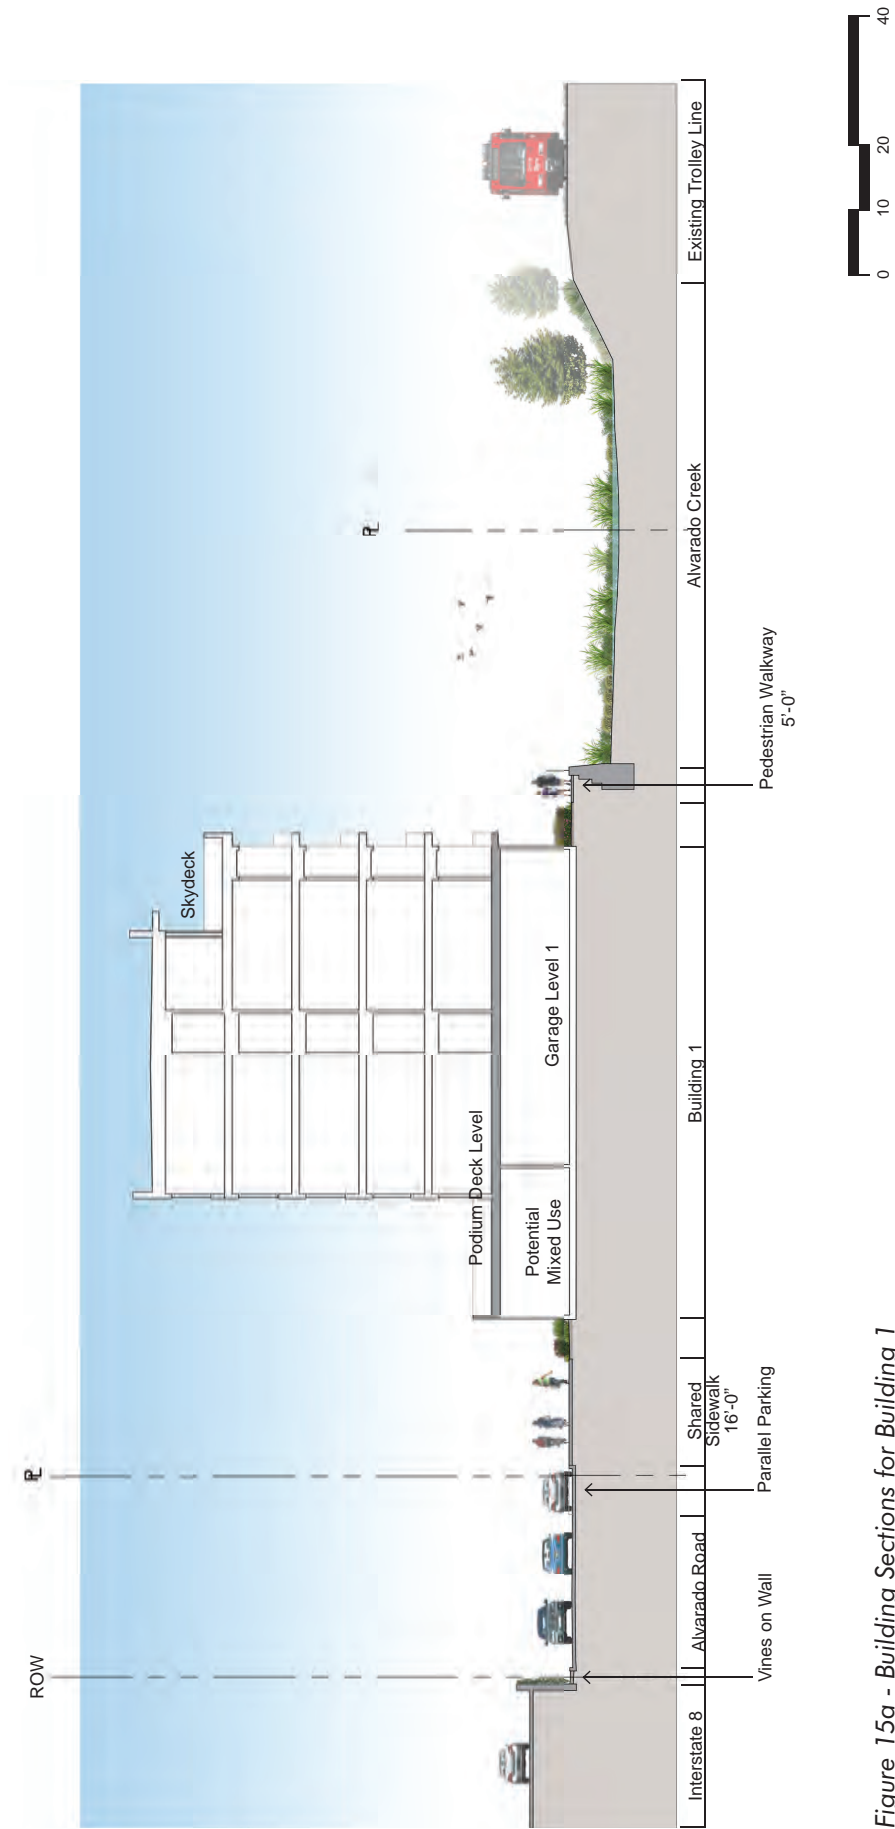 ROW
PL
PL
Skydeck
Podium Deck Level
Potential
Mixed Use
Garage Level 1
Interstate 8
Alvarado Road
Shared
Sidewalk
16'-0"
Building 1
Alvarado Creek
Existing Trolley Line
Vines on Wall
Parallel Parking
Pedestrian Walkway
5'-0"
Figure 15a - Building Sections for Building 1
0 10 20 40